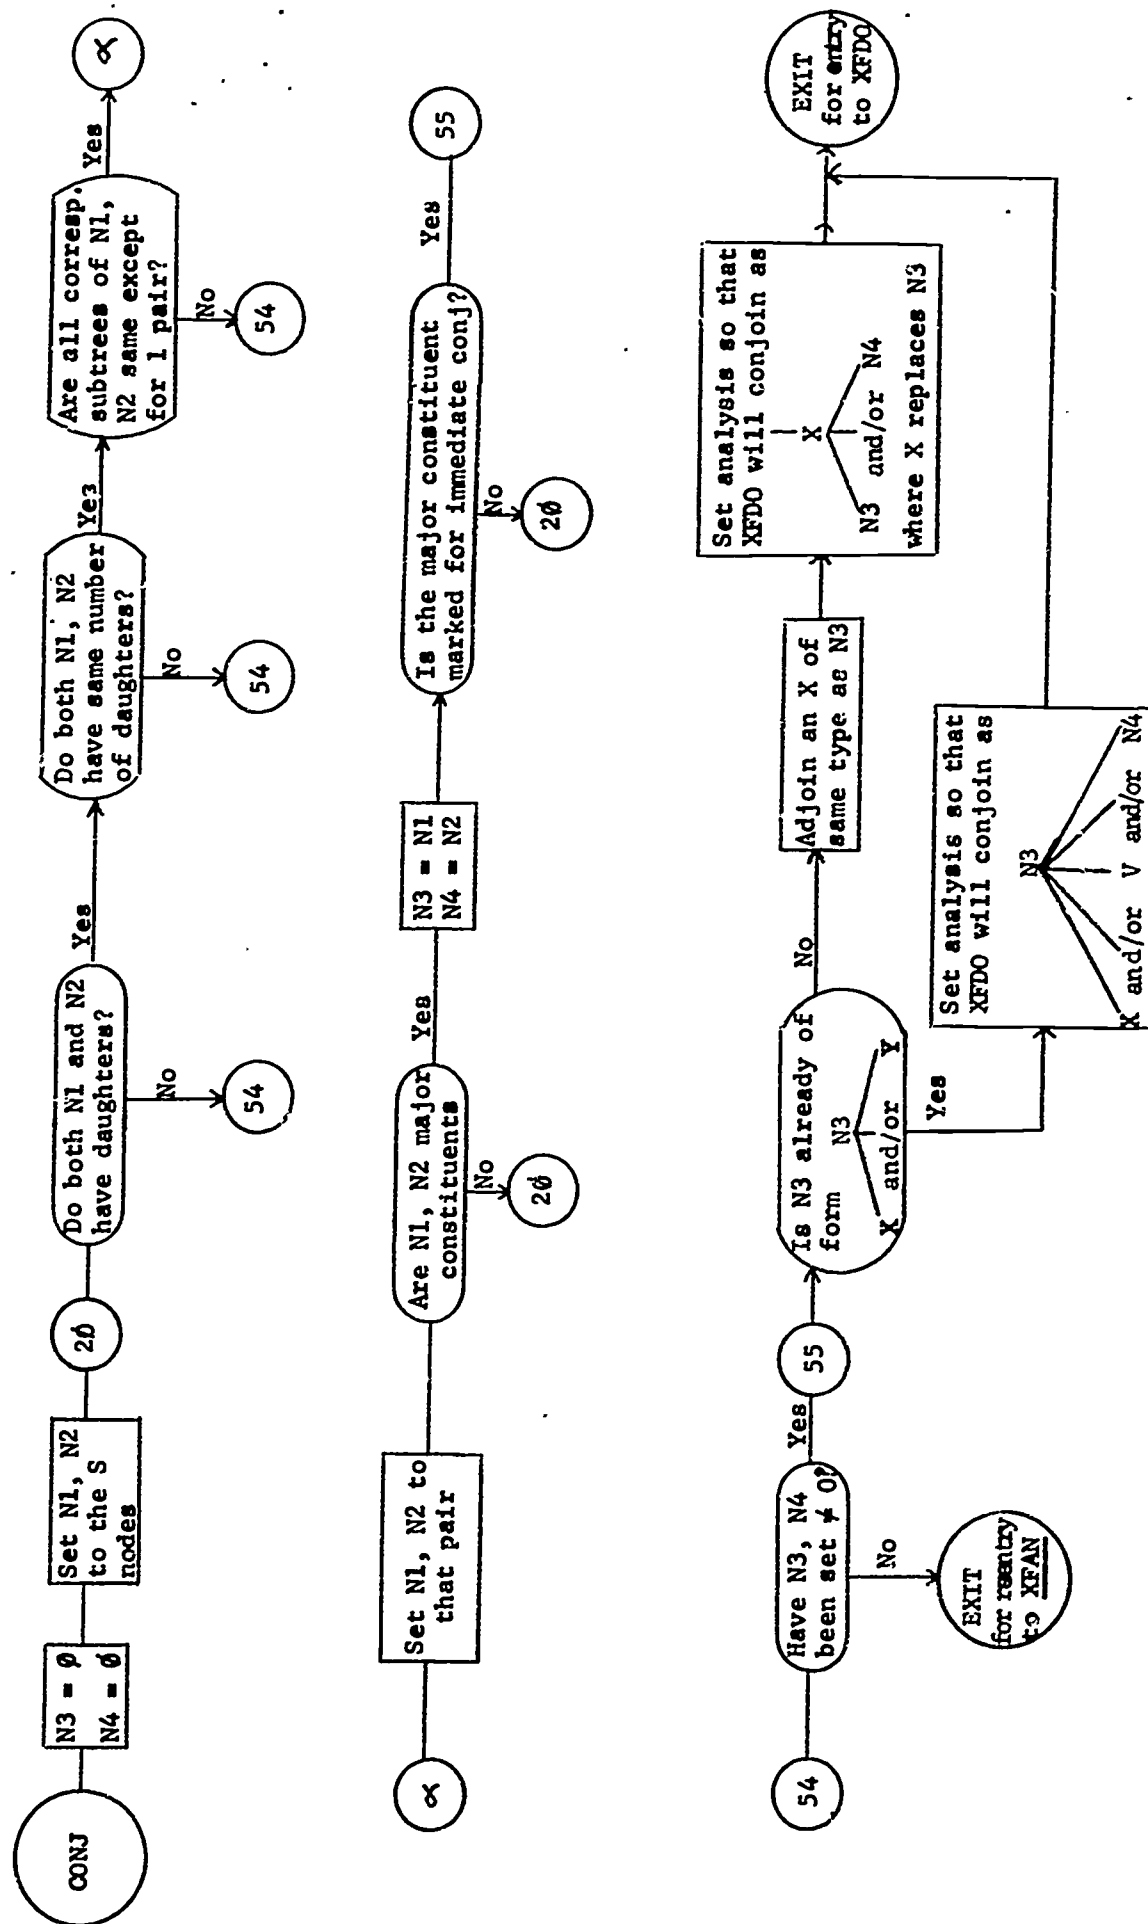 CONJ
N3 = Ø
N4 = Ø
Set N1, N2
to the S
nodes
2Ø
Do both N1 and N2
have daughters?
Yes
No
54
Do both N1, N2
have same number
of daughters?
Yes
No
54
Are all corresp.
subtrees of N1,
N2 same except
for 1 pair?
Yes
No
54
∝
∝
Set N1, N2 to
that pair
Are N1, N2 major
constituents
Yes
No
2Ø
N3 = N1
N4 = N2
Is the major constituent
marked for immediate conj?
Yes
No
2Ø
55
54
Have N3, N4
been set ≠ 0?
Yes
No
EXIT
for reentry
to XFAN
55
Is N3 already of
form
N3
X and/or Y
No
Yes
Adjoin an X of
same type as N3
Set analysis so that
XFDO will conjoin as
X
N3 and/or N4
where X replaces N3
Set analysis so that
XFDO will conjoin as
N3
X and/or V and/or N4
EXIT
for entry
to XFDO